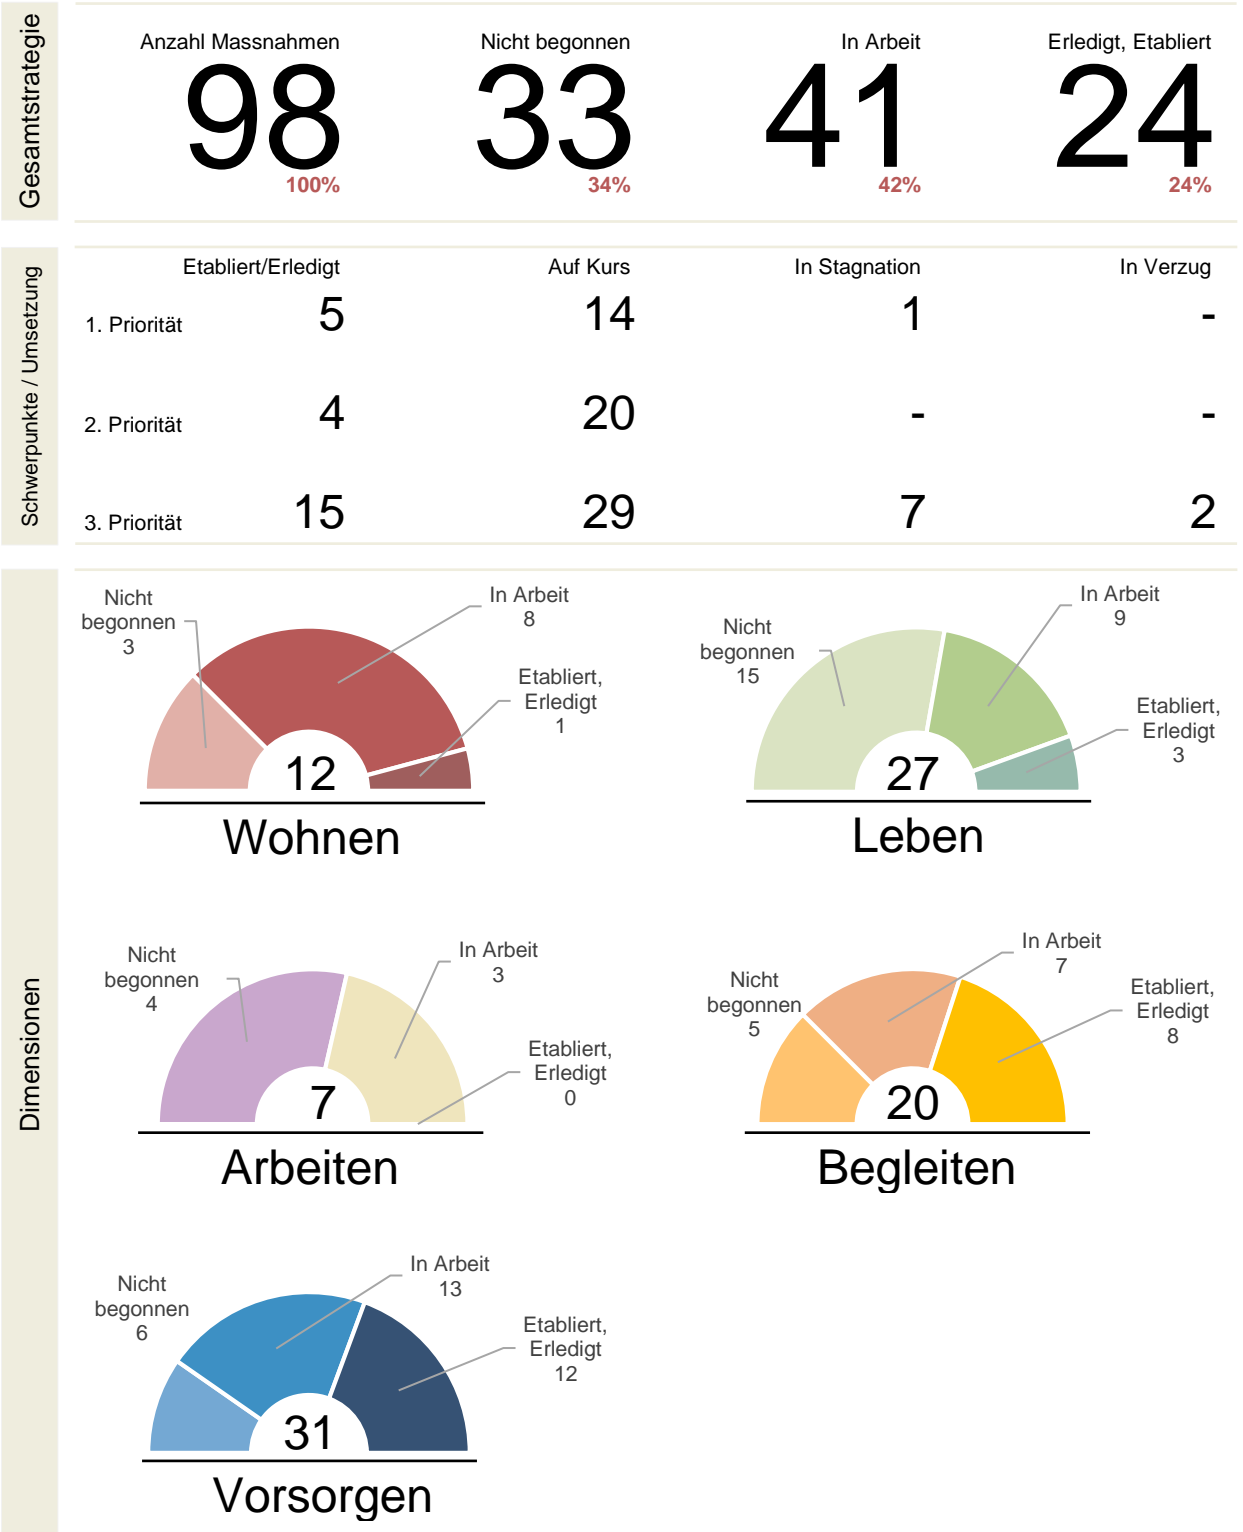 Gesamtstrategie
Anzahl Massnahmen
98
100%
Nicht begonnen
33
34%
In Arbeit
41
42%
Erledigt, Etabliert
24
24%
Schwerpunkte / Umsetzung
Etabliert/Erledigt Auf Kurs In Stagnation In Verzug
1. Priorität 5 14 1 -
2. Priorität 4 20 - -
3. Priorität 15 29 7 2
Dimensionen
Nicht
begonnen
3
In Arbeit
8
Etabliert,
Erledigt
1
12
Wohnen
Nicht
begonnen
15
In Arbeit
9
Etabliert,
Erledigt
3
27
Leben
Nicht
begonnen
4
In Arbeit
3
Etabliert,
Erledigt
0
7
Arbeiten
Nicht
begonnen
5
In Arbeit
7
Etabliert,
Erledigt
8
20
Begleiten
Nicht
begonnen
6
In Arbeit
13
Etabliert,
Erledigt
12
31
Vorsorgen